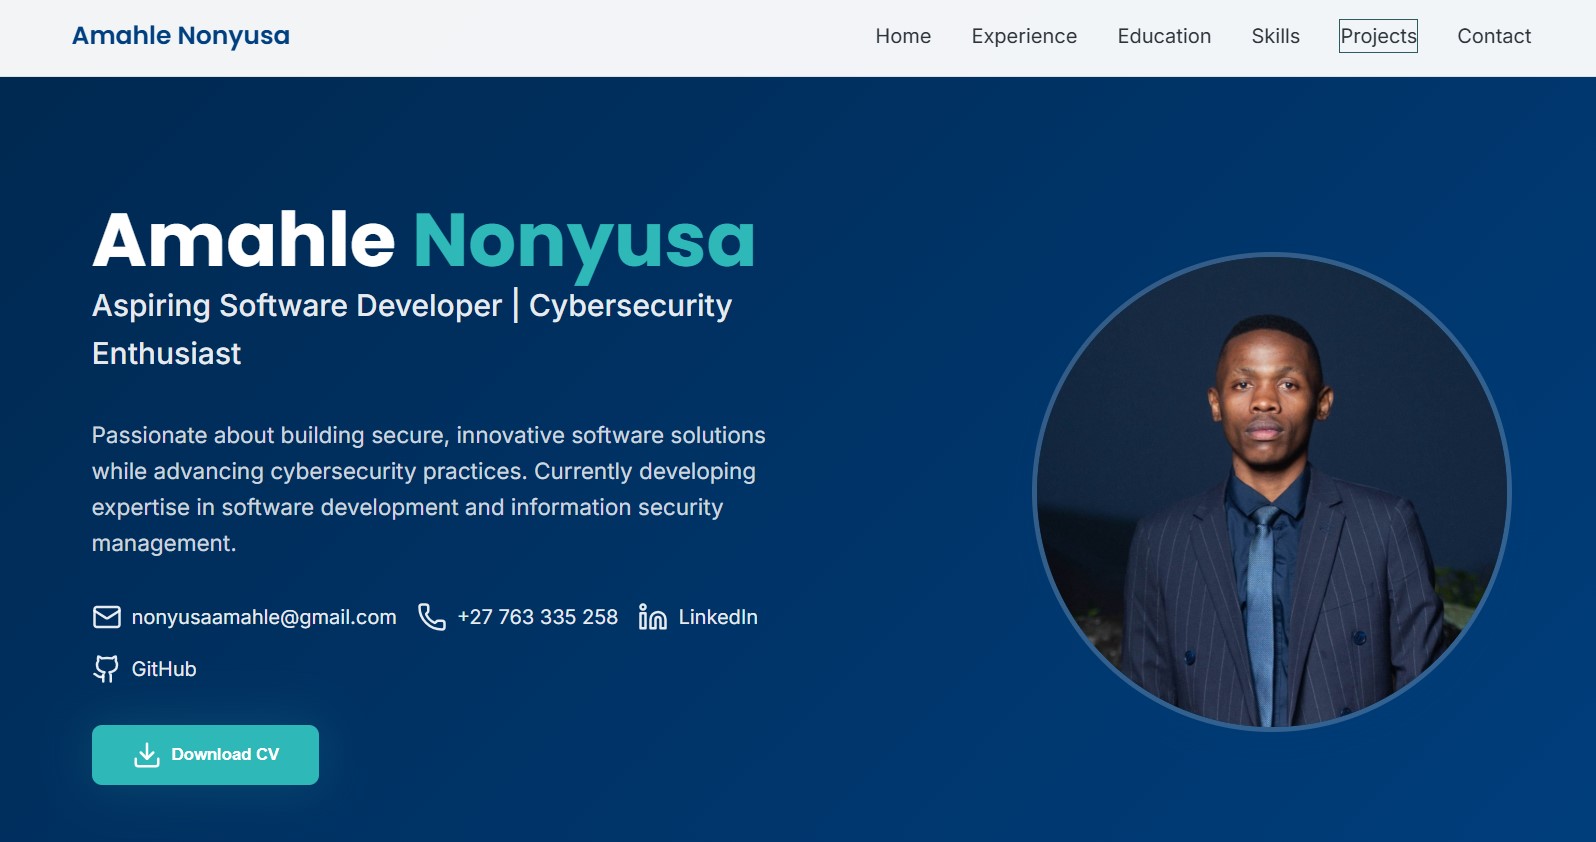 Amahle Nonyusa
Home Experience Education Skills Projects Contact
Amahle Nonyusa
Aspiring Software Developer | Cybersecurity
Enthusiast
Passionate about building secure, innovative software solutions
while advancing cybersecurity practices. Currently developing
expertise in software development and information security
management.
nonyusaamahle@gmail.com +27 763 335 258 LinkedIn
GitHub
Download CV